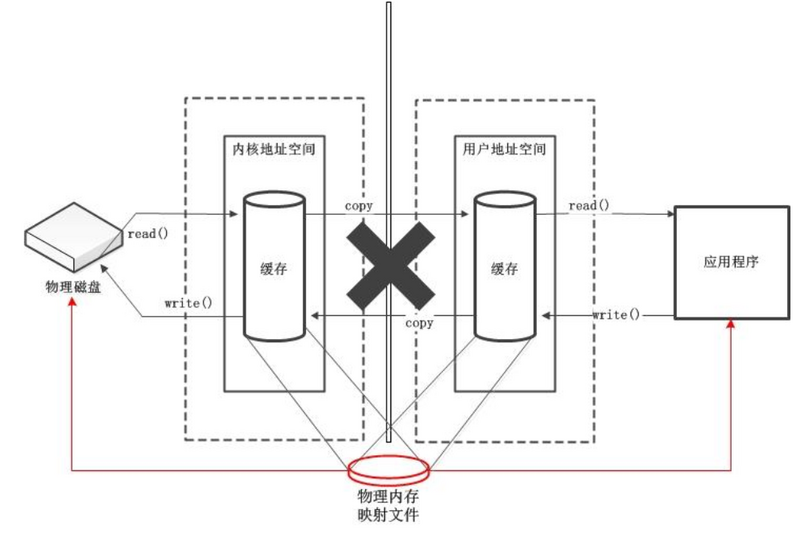 内核地址空间
用户地址空间
copy
read()
read()
缓存
缓存
应用程序
物理磁盘
write()
copy
write()
物理内存
映射文件